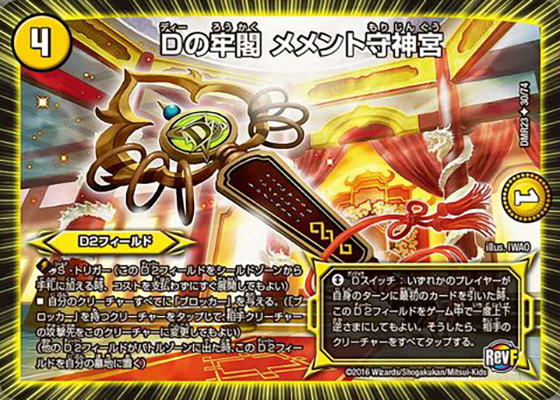 4
ディー ろうかく もりじんぐう
Dの牢閣 メメント守神宮
DMR23 ♦ 30/74
D
1
illus. IWAO
D2フィールド
S・トリガー(このD2フィールドをシールドゾーンから
手札に加える時、コストを支払わずにすぐ展開してもよい)
■自分のクリーチャーすべてに「ブロッカー」を与える。(「ブ
ロッカー」を持つクリーチャーをタップして、相手クリーチャー
の攻撃先をこのクリーチャーに変更してもよい)
(他のD2フィールドがバトルゾーンに出た時、このD2フィー
ルドを自分の墓地に置く)
Dスイッチ:いずれかのプレイヤーが
自身のターンに最初のカードを引いた時、
このD2フィールドをゲーム中で一度上下
逆さまにしてもよい。そうしたら、相手の
クリーチャーをすべてタップする。
RevF
©2016 Wizards/Shogakukan/Mitsui-Kids